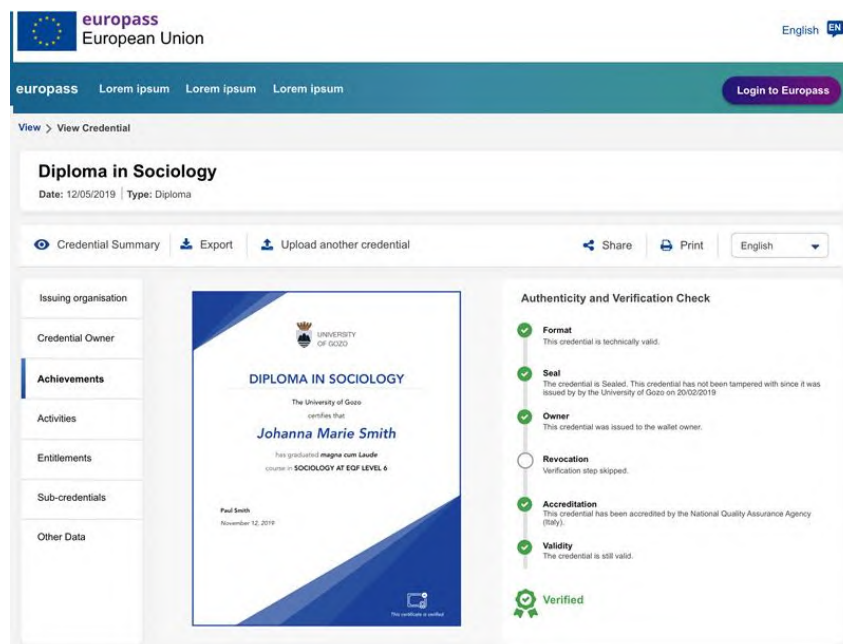 europass
European Union
English EN
europass Lorem ipsum Lorem ipsum Lorem ipsum Login to Europass
View > View Credential
Diploma in Sociology
Date: 12/05/2019 | Type: Diploma
Credential Summary Export Upload another credential Share Print English
Issuing organisation
Credential Owner
Achievements
Activities
Entitlements
Sub-credentials
Other Data
UNIVERSITY
OF GOZO
DIPLOMA IN SOCIOLOGY
The University of Gozo
certifies that
Johanna Marie Smith
has graduated magna cum Laude
course in SOCIOLOGY AT EQF LEVEL 6
Paul Smith
November 12, 2019
This certificate is verified
Authenticity and Verification Check
Format
This credential is technically valid.
Seal
The credential is Sealed. This credential has not been tampered with since it was
issued by by the University of Gozo on 20/02/2019
Owner
This credential was issued to the wallet owner.
Revocation
Verification step skipped.
Accreditation
This credential has been accredited by the National Quality Assurance Agency
(Italy).
Validity
The credential is still valid.
Verified